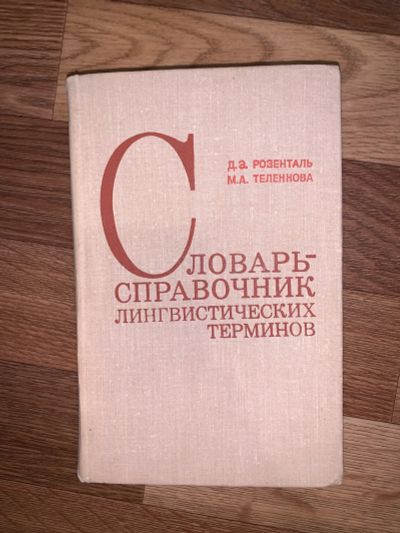 Д.Э. РОЗЕНТАЛЬ
М.А. ТЕЛЕНКОВА
СЛОВАРЬ-
СПРАВОЧНИК
ЛИНГВИСТИЧЕСКИХ
ТЕРМИНОВ